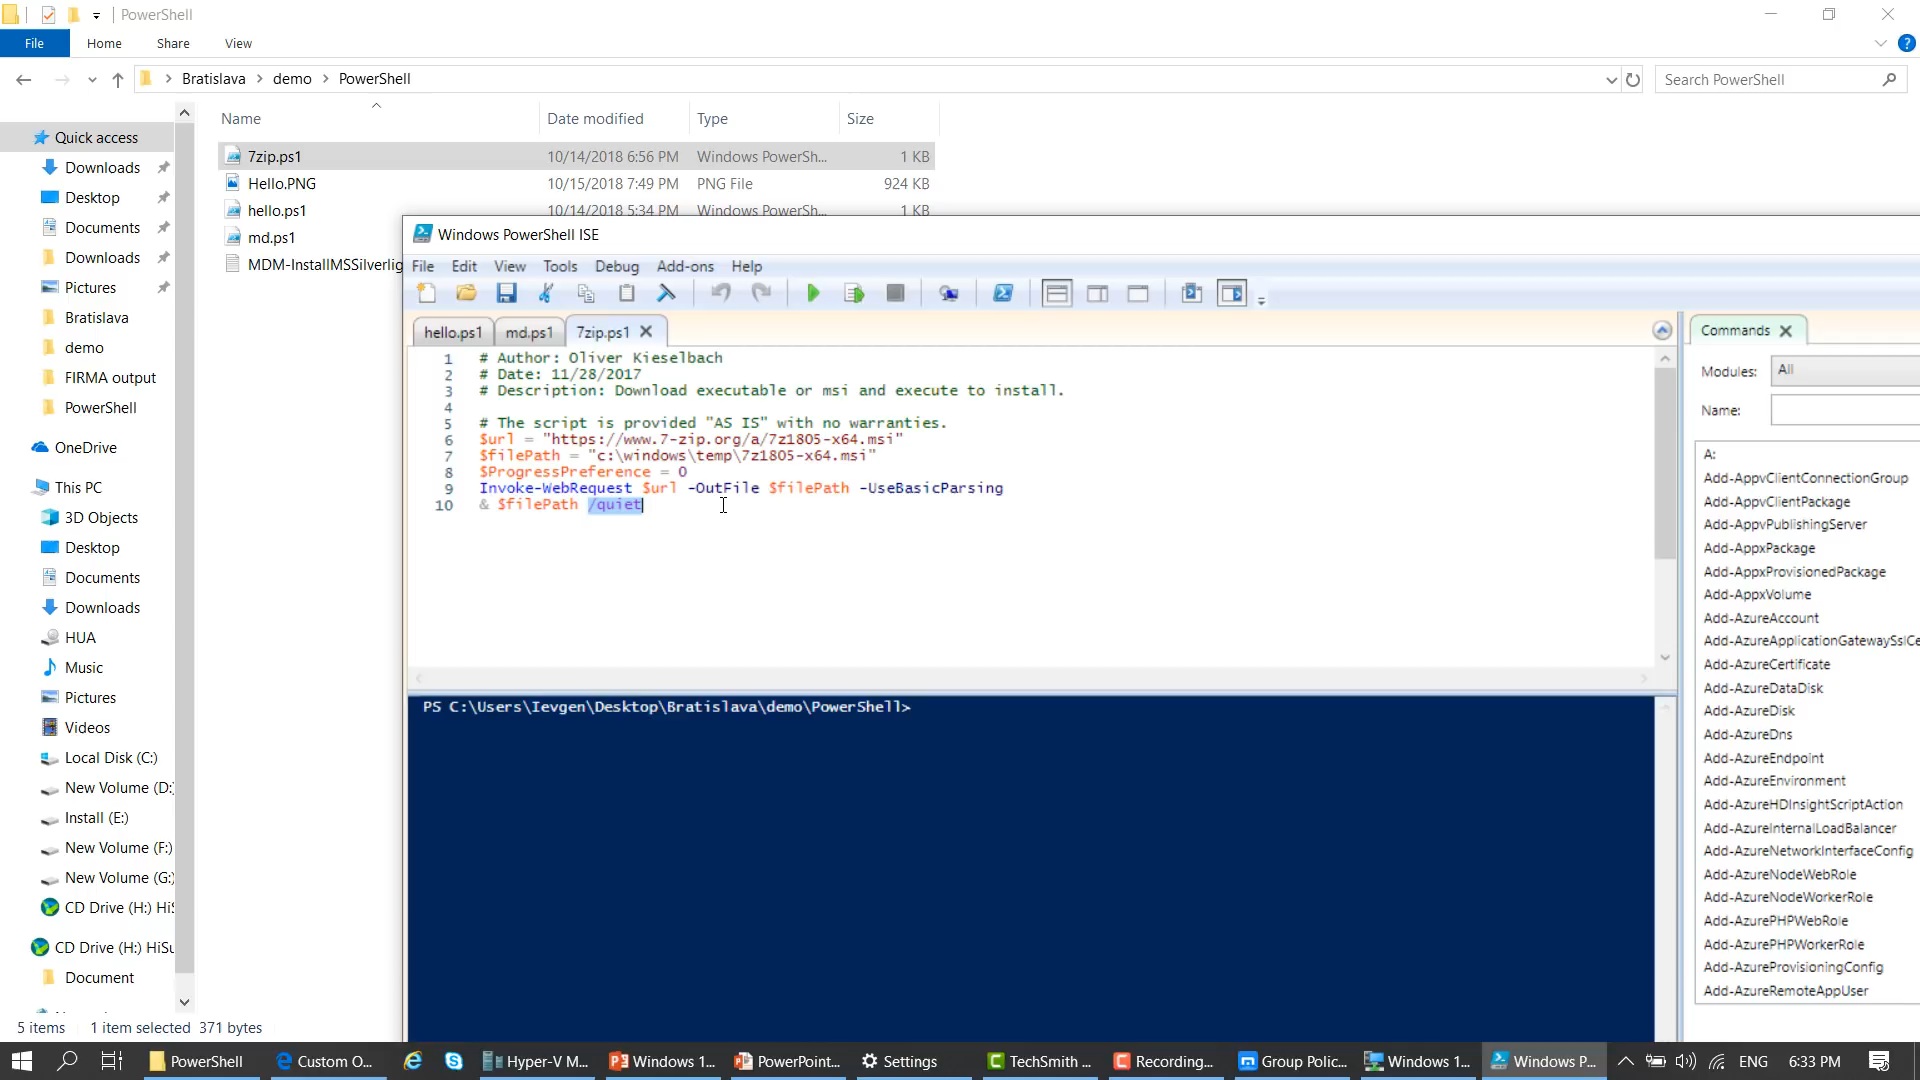 PowerShell
File Home Share View
Bratislava demo PowerShell
Search PowerShell
Name Date modified Type Size
7zip.ps1 10/14/2018 6:56 PM Windows PowerSh... 1 KB
Hello.PNG 10/15/2018 7:49 PM PNG File 924 KB
hello.ps1 10/14/2018 5:34 PM Windows PowerSh... 1 KB
md.ps1
MDM-InstallMSSilverlig
Quick access
Downloads
Desktop
Documents
Downloads
Pictures
Bratislava
demo
FIRMA output
PowerShell
OneDrive
This PC
3D Objects
Desktop
Documents
Downloads
HUA
Music
Pictures
Videos
Local Disk (C:)
New Volume (D:)
Install (E:)
New Volume (F:)
New Volume (G:)
CD Drive (H:) HiS
CD Drive (H:) HiSu
Document
5 items 1 item selected 371 bytes
Windows PowerShell ISE
File Edit View Tools Debug Add-ons Help
hello.ps1 md.ps1 7zip.ps1
1 # Author: Oliver Kieselbach
2 # Date: 11/28/2017
3 # Description: Download executable or msi and execute to install.
4
5 # The script is provided "AS IS" with no warranties.
6 $url = "https://www.7-zip.org/a/7z1805-x64.msi"
7 $filePath = "c:\windows\temp\7z1805-x64.msi"
8 $ProgressPreference = 0
9 Invoke-WebRequest $url -OutFile $filePath -UseBasicParsing
10 & $filePath /quiet
PS C:\Users\Ievgen\Desktop\Bratislava\demo\PowerShell>
Commands
Modules: All
Name:
A:
Add-AppvClientConnectionGroup
Add-AppvClientPackage
Add-AppvPublishingServer
Add-AppxPackage
Add-AppxProvisionedPackage
Add-AppxVolume
Add-AzureAccount
Add-AzureApplicationGatewaySslCe
Add-AzureCertificate
Add-AzureDataDisk
Add-AzureDisk
Add-AzureDns
Add-AzureEndpoint
Add-AzureEnvironment
Add-AzureHDInsightScriptAction
Add-AzureInternalLoadBalancer
Add-AzureNetworkInterfaceConfig
Add-AzureNodeWebRole
Add-AzureNodeWorkerRole
Add-AzurePHPWebRole
Add-AzurePHPWorkerRole
Add-AzureProvisioningConfig
Add-AzureRemoteAppUser
PowerShell Custom O... Hyper-V M... Windows 1... PowerPoint... Settings TechSmith ... Recording... Group Polic... Windows 1... Windows P... ENG 6:33 PM